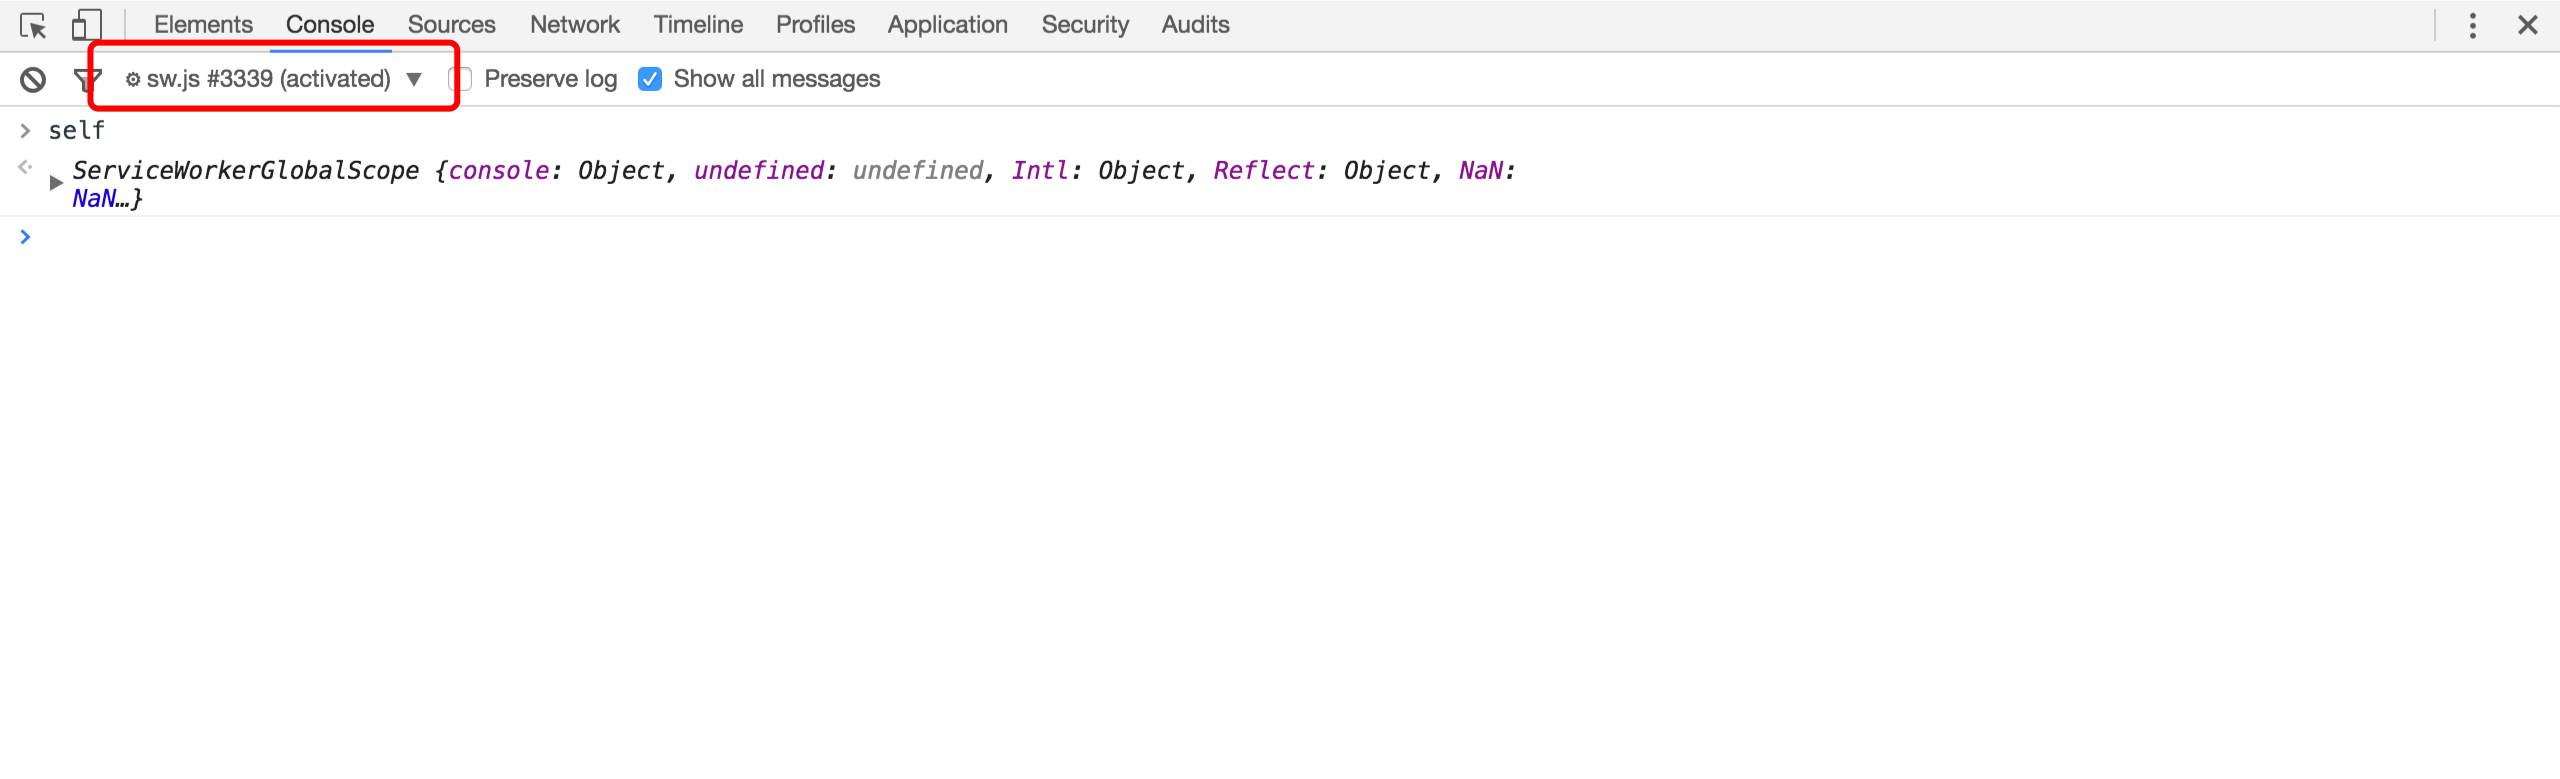 Elements Console Sources Network Timeline Profiles Application Security Audits
sw.js #3339 (activated) ▼ Preserve log Show all messages
> self
ServiceWorkerGlobalScope {console: Object, undefined: undefined, Intl: Object, Reflect: Object, NaN:
NaN…}
>